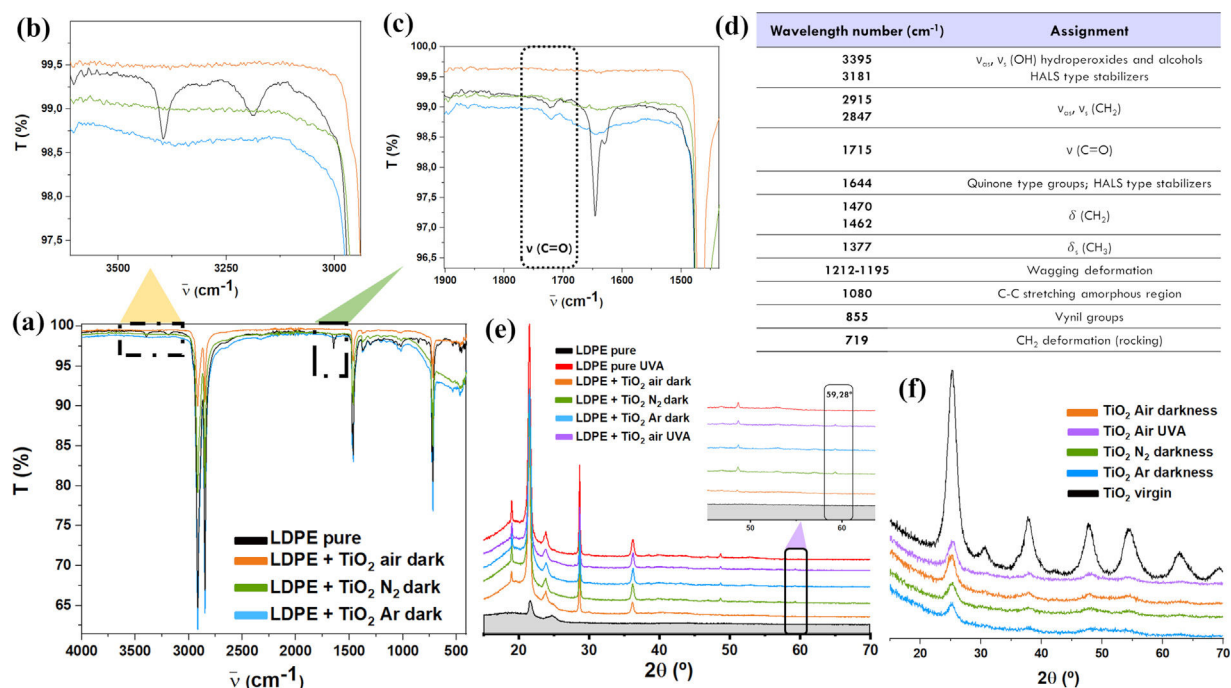 (b)
99,5
99,0
98,5
98,0
97,5
T (%)
3500
3250
3000
ν̄ (cm-1)
(c)
100,0
99,5
99,0
98,5
98,0
97,5
97,0
96,5
T (%)
ν (C=O)
1900
1800
1700
1600
1500
ν̄ (cm-1)
(d)
Wavelength number (cm-1) Assignment
3395 νas, νs (OH) hydroperoxides and alcohols
3181 HALS type stabilizers
2915
2847
νas, νs (CH2)
1715 ν (C=O)
1644 Quinone type groups; HALS type stabilizers
1470
1462
δ (CH2)
1377 δs (CH3)
1212-1195 Wagging deformation
1080 C-C stretching amorphous region
855 Vynil groups
719 CH2 deformation (rocking)
(a)
100
95
90
85
80
75
70
65
T (%)
LDPE pure
LDPE + TiO2 air dark
LDPE + TiO2 N2 dark
LDPE + TiO2 Ar dark
4000 3500 3000 2500 2000 1500 1000 500
ν̄ (cm-1)
(e)
LDPE pure
LDPE pure UVA
LDPE + TiO2 air dark
LDPE + TiO2 N2 dark
LDPE + TiO2 Ar dark
LDPE + TiO2 air UVA
59,28°
50
60
20 30 40 50 60 70
2θ (º)
(f)
TiO2 Air darkness
TiO2 Air UVA
TiO2 N2 darkness
TiO2 Ar darkness
TiO2 virgin
20 30 40 50 60 70
2θ (º)